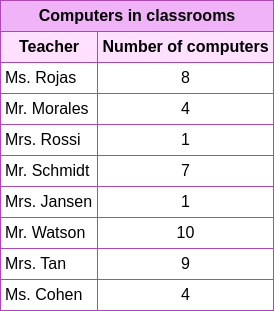 Computers in classrooms
Teacher Number of computers
Ms. Rojas 8
Mr. Morales 4
Mrs. Rossi 1
Mr. Schmidt 7
Mrs. Jansen 1
Mr. Watson 10
Mrs. Tan 9
Ms. Cohen 4